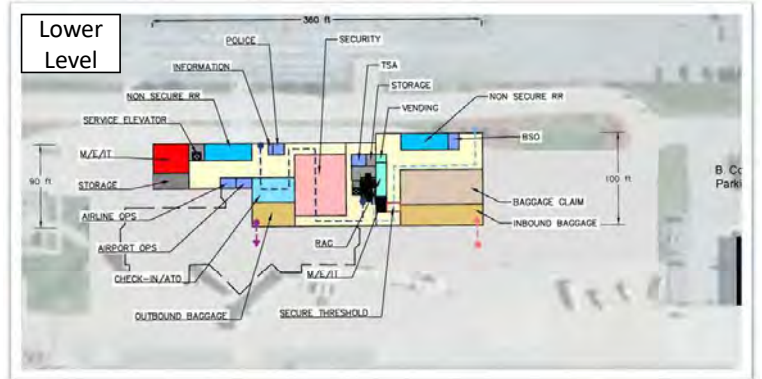 Lower
Level
360 ft
POLICE
SECURITY
INFORMATION
TSA
STORAGE
NON SECURE RR
VENDING
NON SECURE RR
SERVICE ELEVATOR
BSO
M/E/IT
90 ft
100 ft
B. Co
Parki
STORAGE
BAGGAGE CLAIM
AIRLINE OPS
INBOUND BAGGAGE
AIRPORT OPS
RAC
CHECK-IN/ATO
M/E/IT
OUTBOUND BAGGAGE
SECURE THRESHOLD